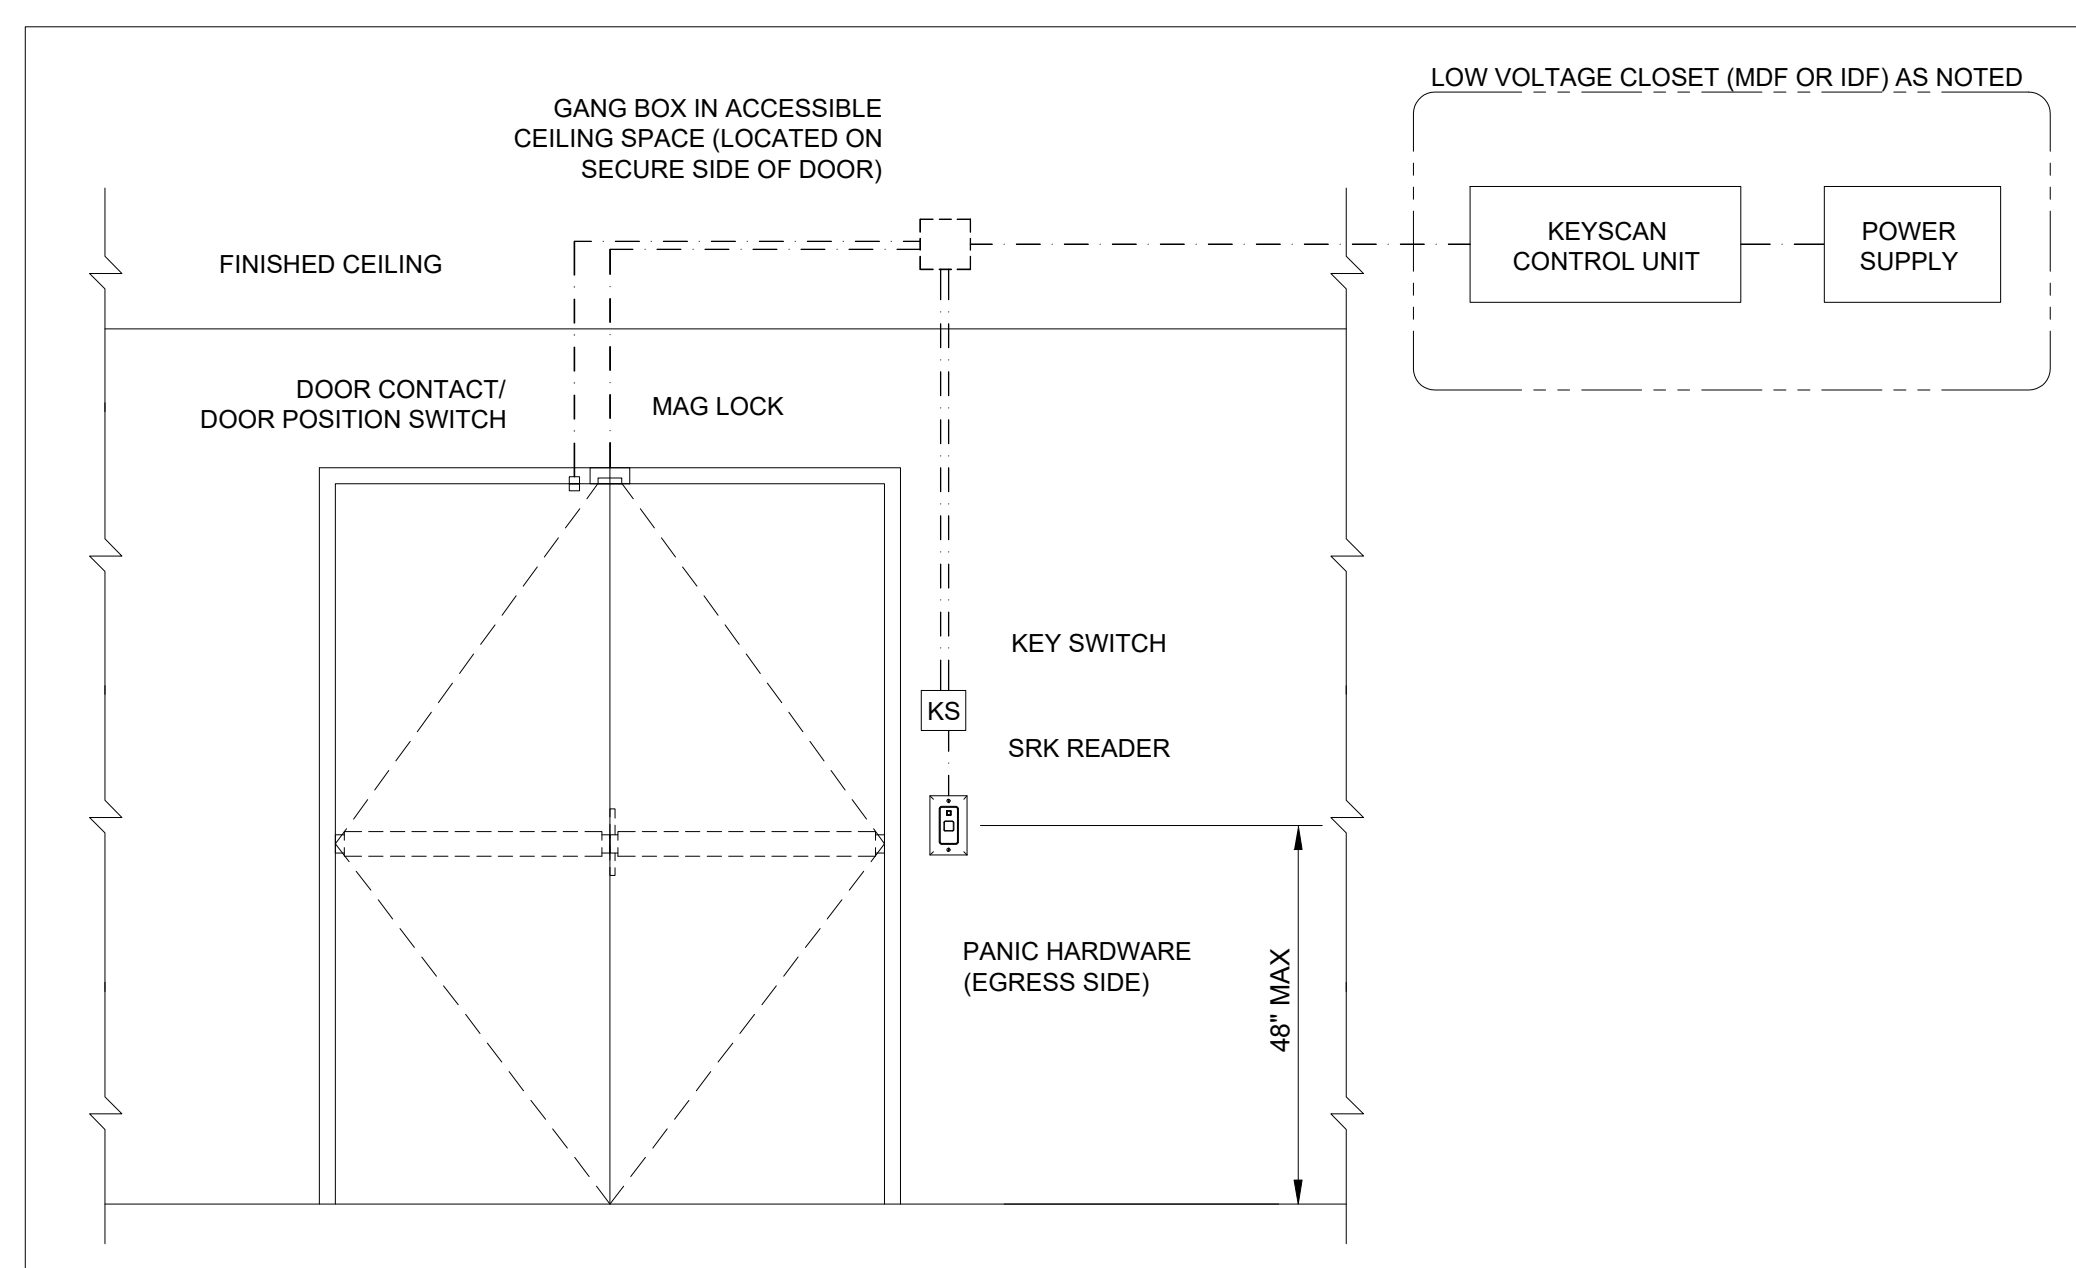 LOW VOLTAGE CLOSET (MDF OR IDF) AS NOTED
GANG BOX IN ACCESSIBLE
CEILING SPACE (LOCATED ON
SECURE SIDE OF DOOR)
KEYSCAN
CONTROL UNIT
POWER
SUPPLY
FINISHED CEILING
DOOR CONTACT/
DOOR POSITION SWITCH
MAG LOCK
KEY SWITCH
KS
SRK READER
PANIC HARDWARE
(EGRESS SIDE)
48" MAX